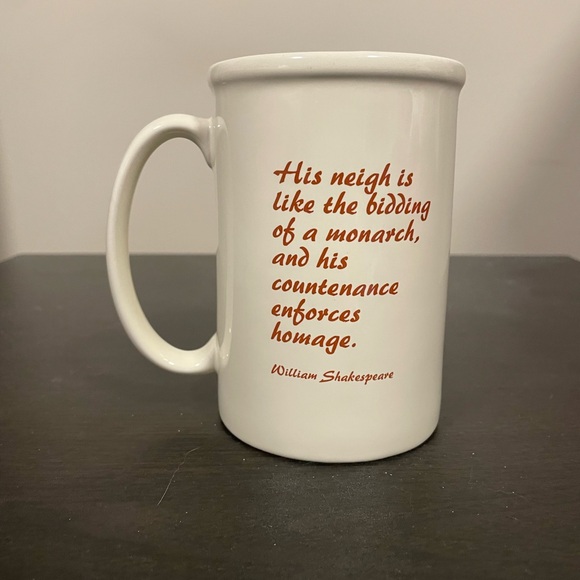 His neigh is
like the bidding
of a monarch,
and his
countenance
enforces
homage.
William Shakespeare